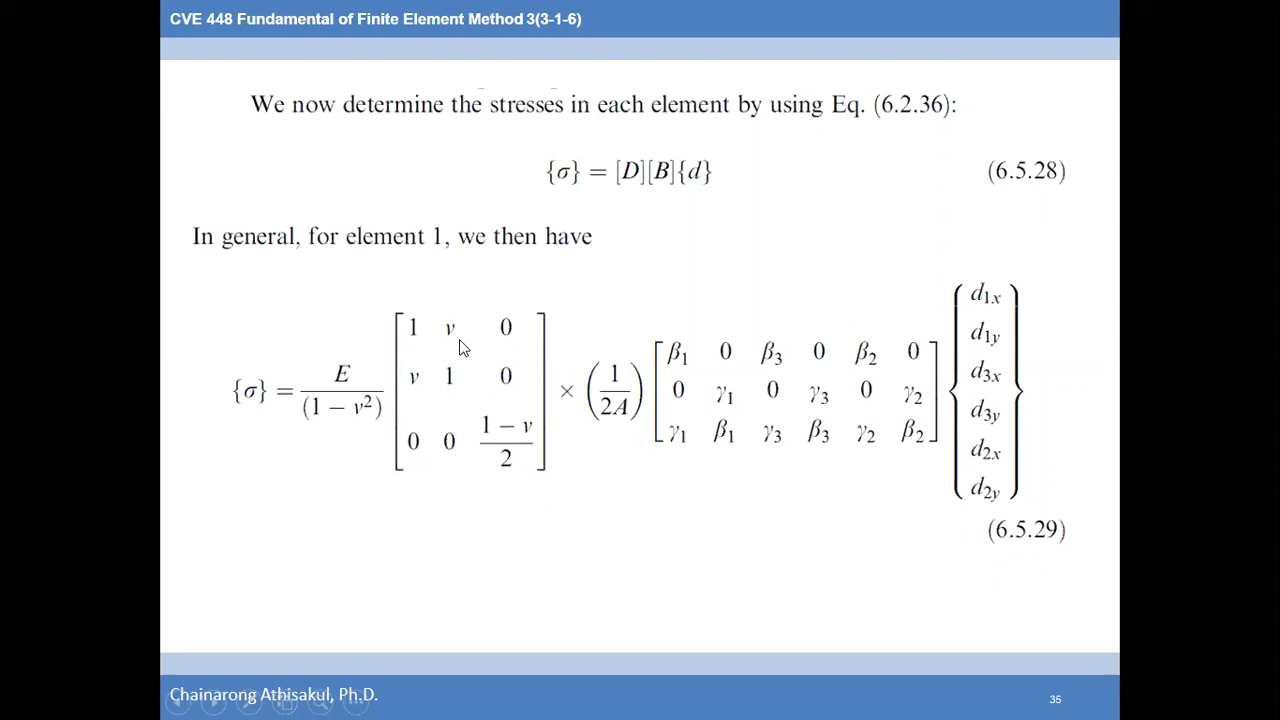 CVE 448 Fundamental of Finite Element Method 3(3-1-6)
We now determine the stresses in each element by using Eq. (6.2.36):
{σ} = [D][B]{d} (6.5.28)
In general, for element 1, we then have
{σ} = E/(1 − ν²) [1 ν 0; ν 1 0; 0 0 (1 − ν)/2] × (1/2A) [β₁ 0 β₃ 0 β₂ 0; 0 γ₁ 0 γ₃ 0 γ₂; γ₁ β₁ γ₃ β₃ γ₂ β₂] {d₁ₓ; d₁y; d₃ₓ; d₃y; d₂ₓ; d₂y}
(6.5.29)
Chainarong Athisakul, Ph.D.
35